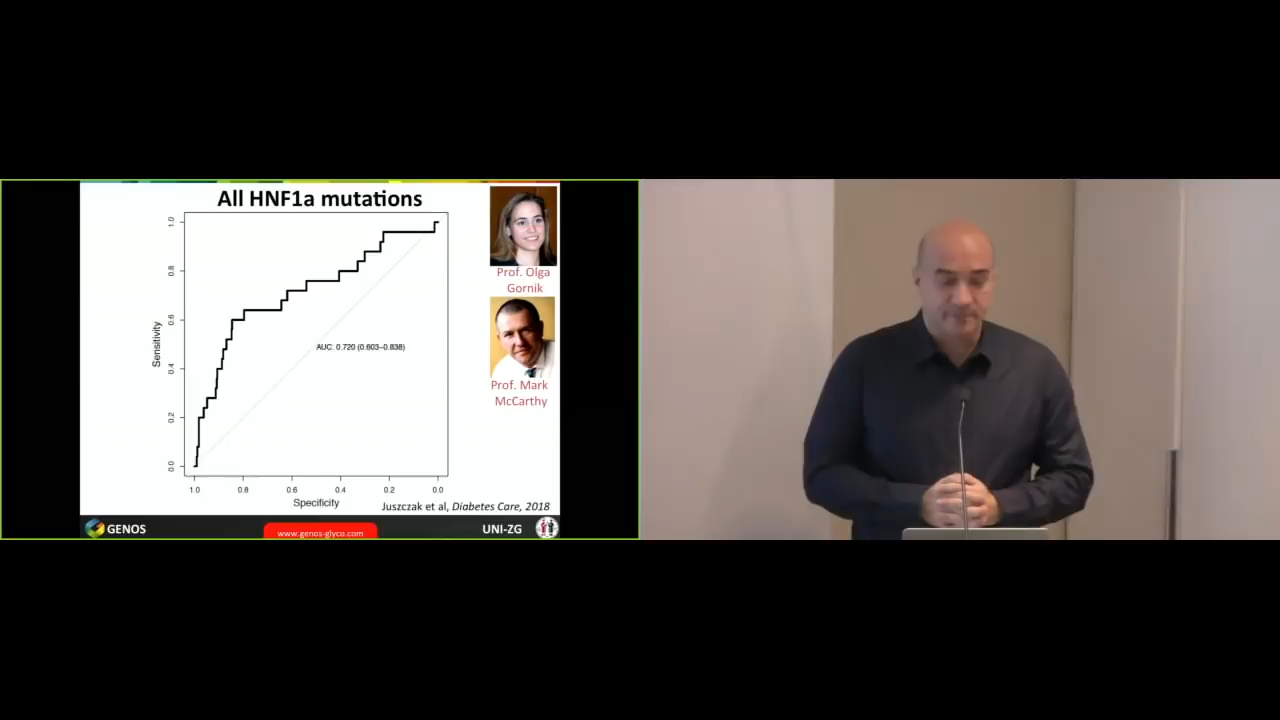 All HNF1a mutations
Prof. Olga
Gornik
Prof. Mark
McCarthy
1.0
0.8
0.6
0.4
0.2
0.0
Sensitivity
AUC: 0.720 (0.603–0.838)
1.0
0.8
0.6
0.4
0.2
0.0
Specificity
Juszczak et al, Diabetes Care, 2018
GENOS
www.genos-glyco.com
UNI-ZG